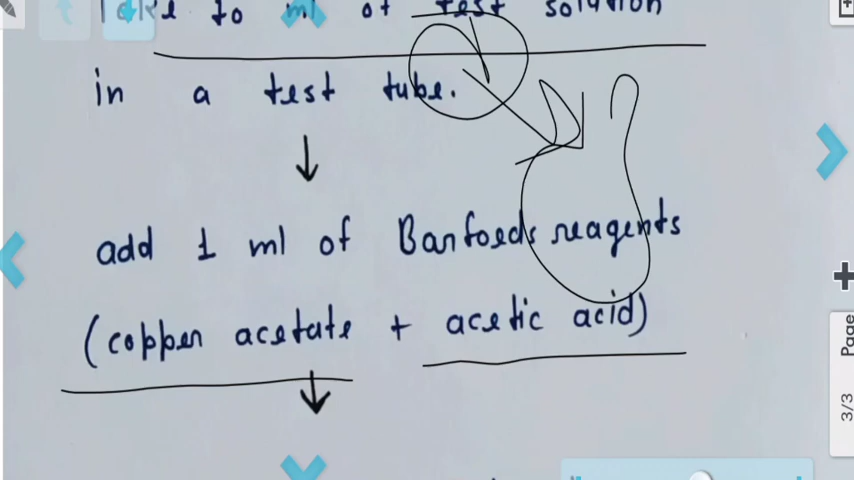 to ml of test solution
in a test tube.
add 1 ml of Barfoeds reagents
(copper acetate + acetic acid)
Page
3/3